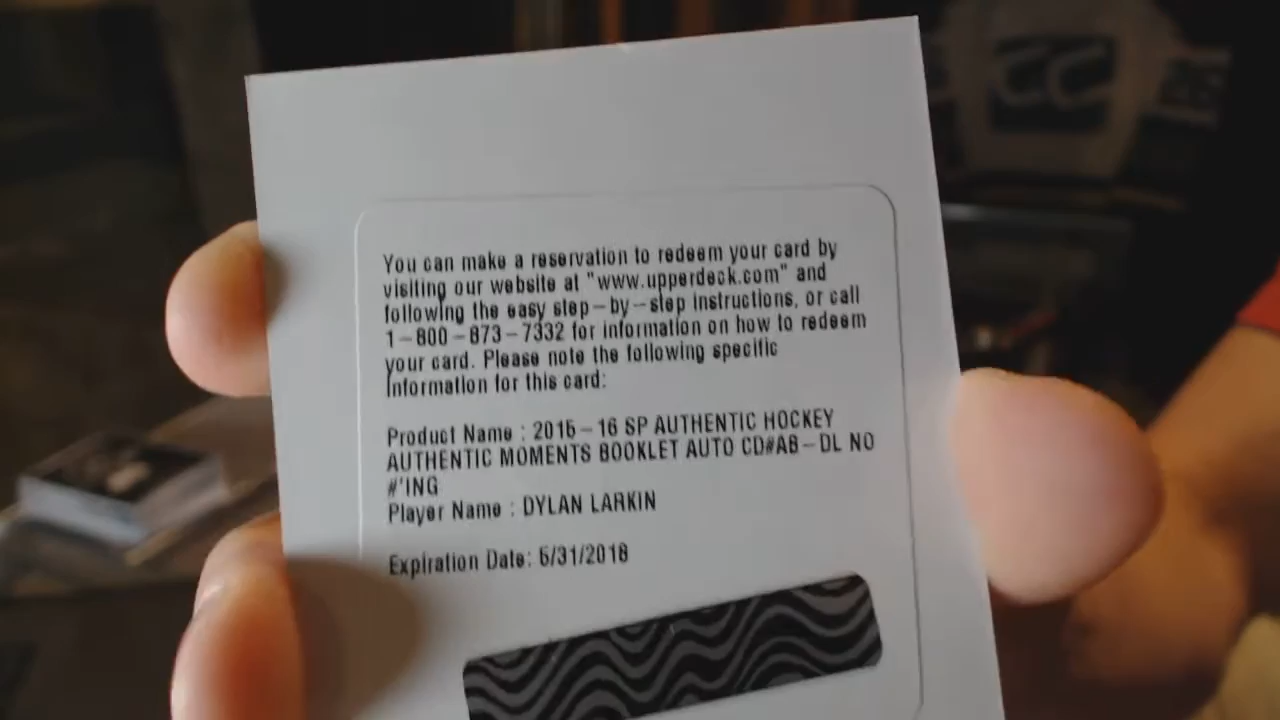 You can make a reservation to redeem your card by
visiting our website at "www.upperdeck.com" and
following the easy step-by-step instructions, or call
1-800-873-7332 for information on how to redeem
your card. Please note the following specific
information for this card:
Product Name : 2015-16 SP AUTHENTIC HOCKEY
AUTHENTIC MOMENTS BOOKLET AUTO CD#AB-DL NO
#'ING
Player Name : DYLAN LARKIN
Expiration Date: 5/31/2018